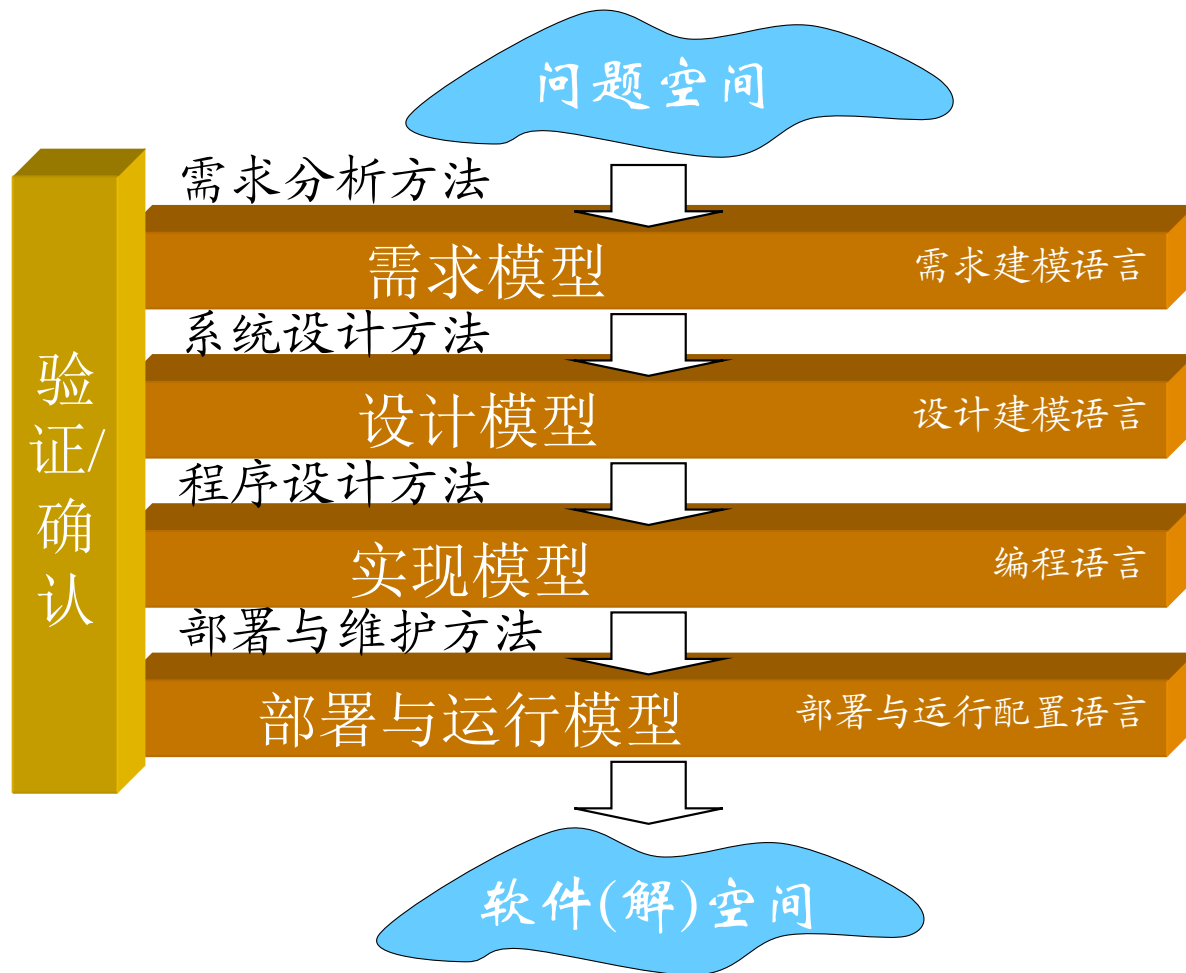 问题空间
需求分析方法
需求模型
需求建模语言
系统设计方法
设计模型
设计建模语言
程序设计方法
实现模型
编程语言
部署与维护方法
部署与运行模型
部署与运行配置语言
验
证/
确
认
软件(解)空间